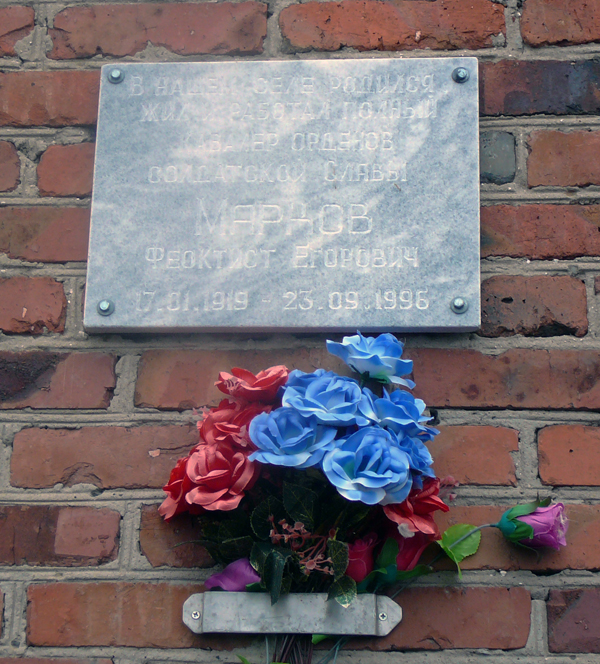 В НАШЕМ СЕЛЕ РОДИЛСЯ
ЖИЛ И РАБОТАЛ ПОЛНЫЙ
КАВАЛЕР ОРДЕНОВ
СОЛДАТСКОЙ СЛАВЫ
МАРКОВ
ФЕОКТИСТ ЕГОРОВИЧ
17.01.1919 - 23.09.1996